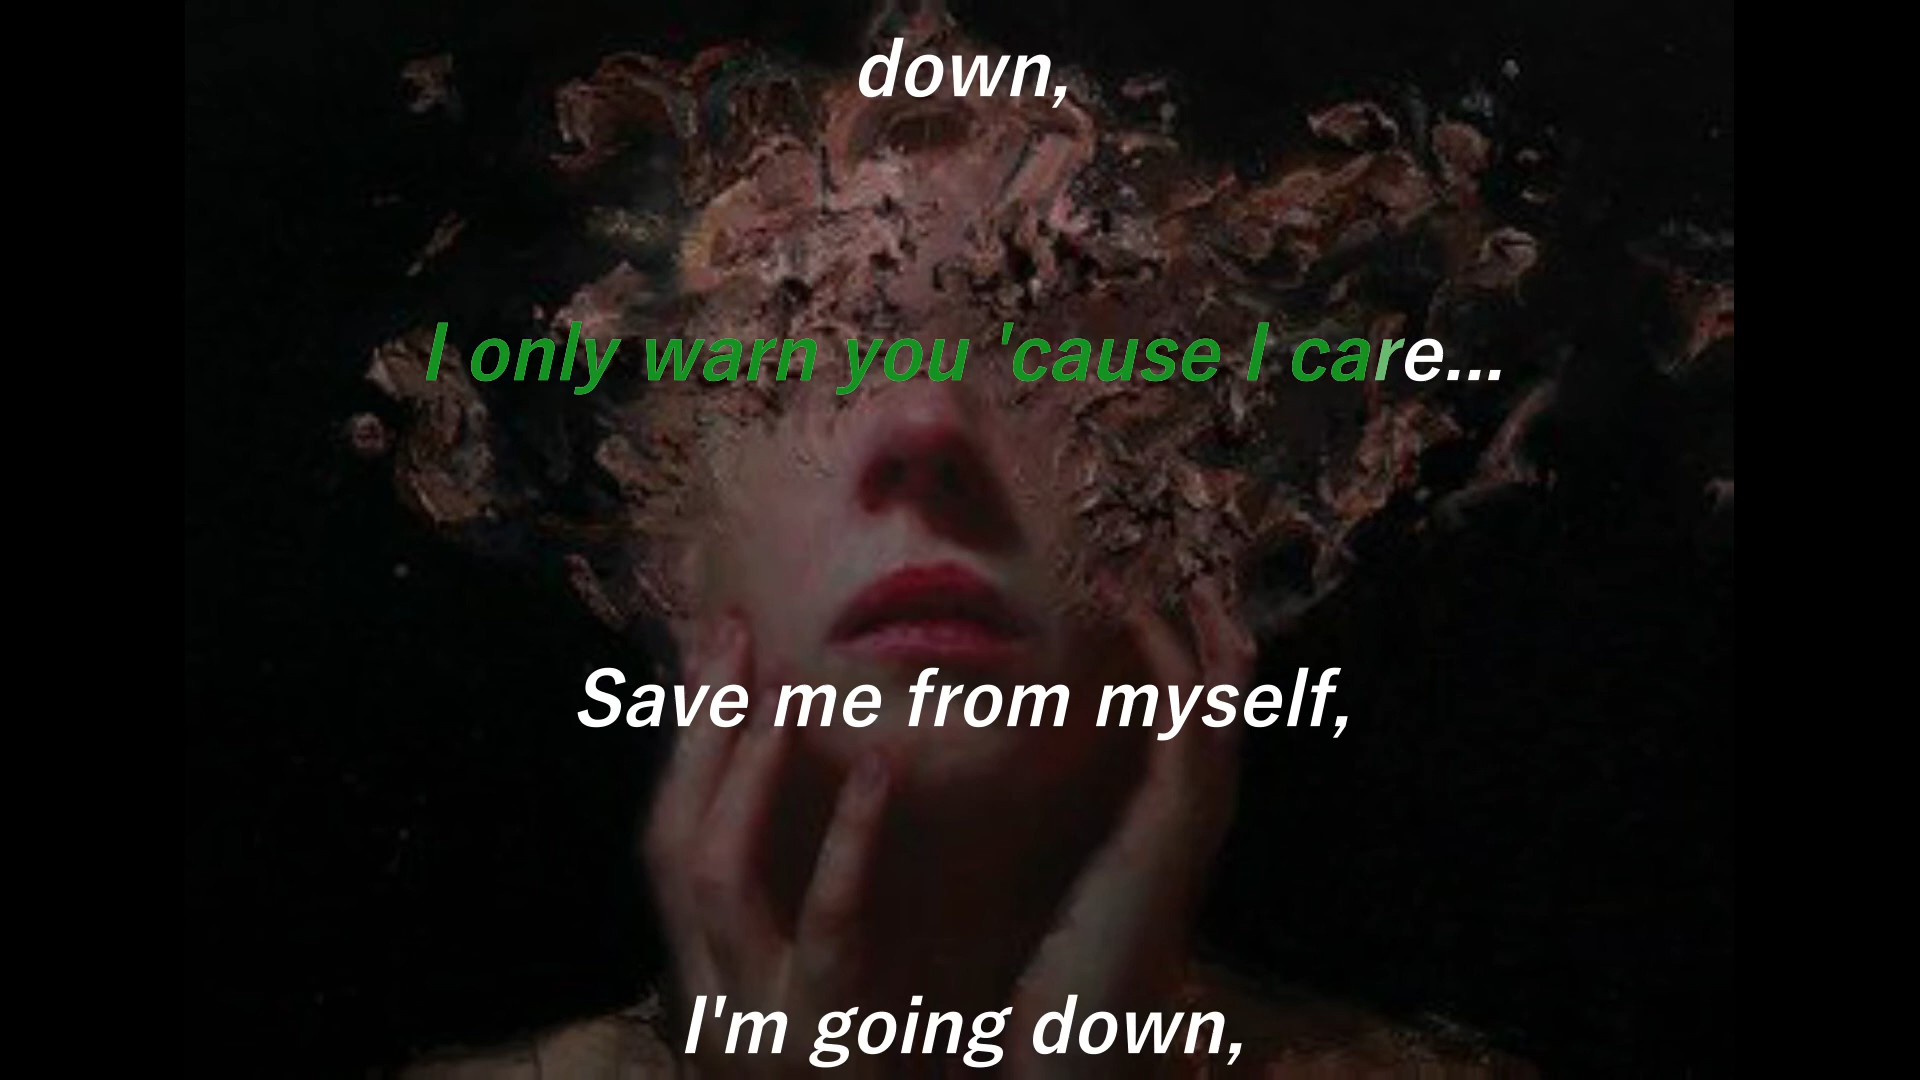 down,
I only warn you 'cause I care...
Save me from myself,
I'm going down,